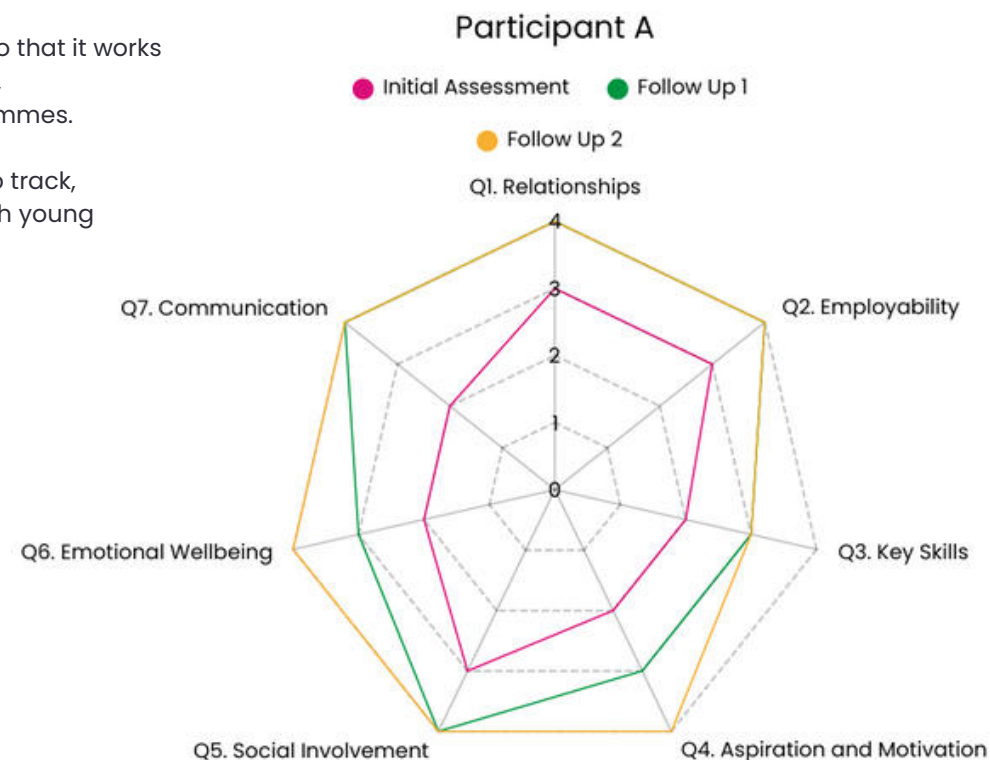 o that it works
mmes.
o track,
h young
Participant A
Initial Assessment
Follow Up 1
Follow Up 2
Q1. Relationships
4
3
2
1
0
Q7. Communication
Q2. Employability
Q6. Emotional Wellbeing
Q3. Key Skills
Q5. Social Involvement
Q4. Aspiration and Motivation